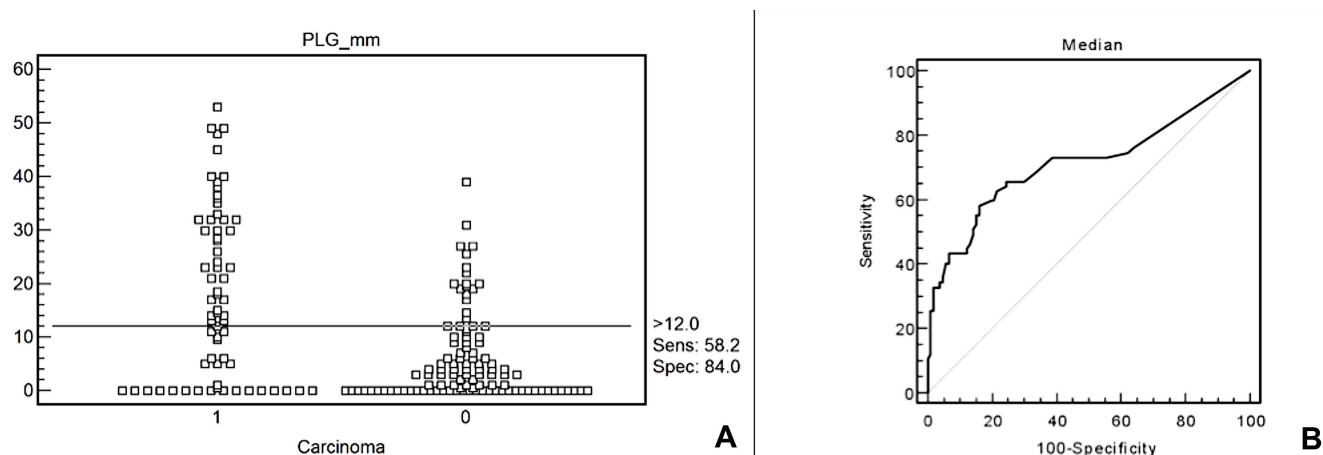 PLG_mm
60
50
40
30
20
10
0
>12.0
Sens: 58.2
Spec: 84.0
1 0
Carcinoma
A
Median
Sensitivity
100
80
60
40
20
0
0 20 40 60 80 100
100-Specificity
B